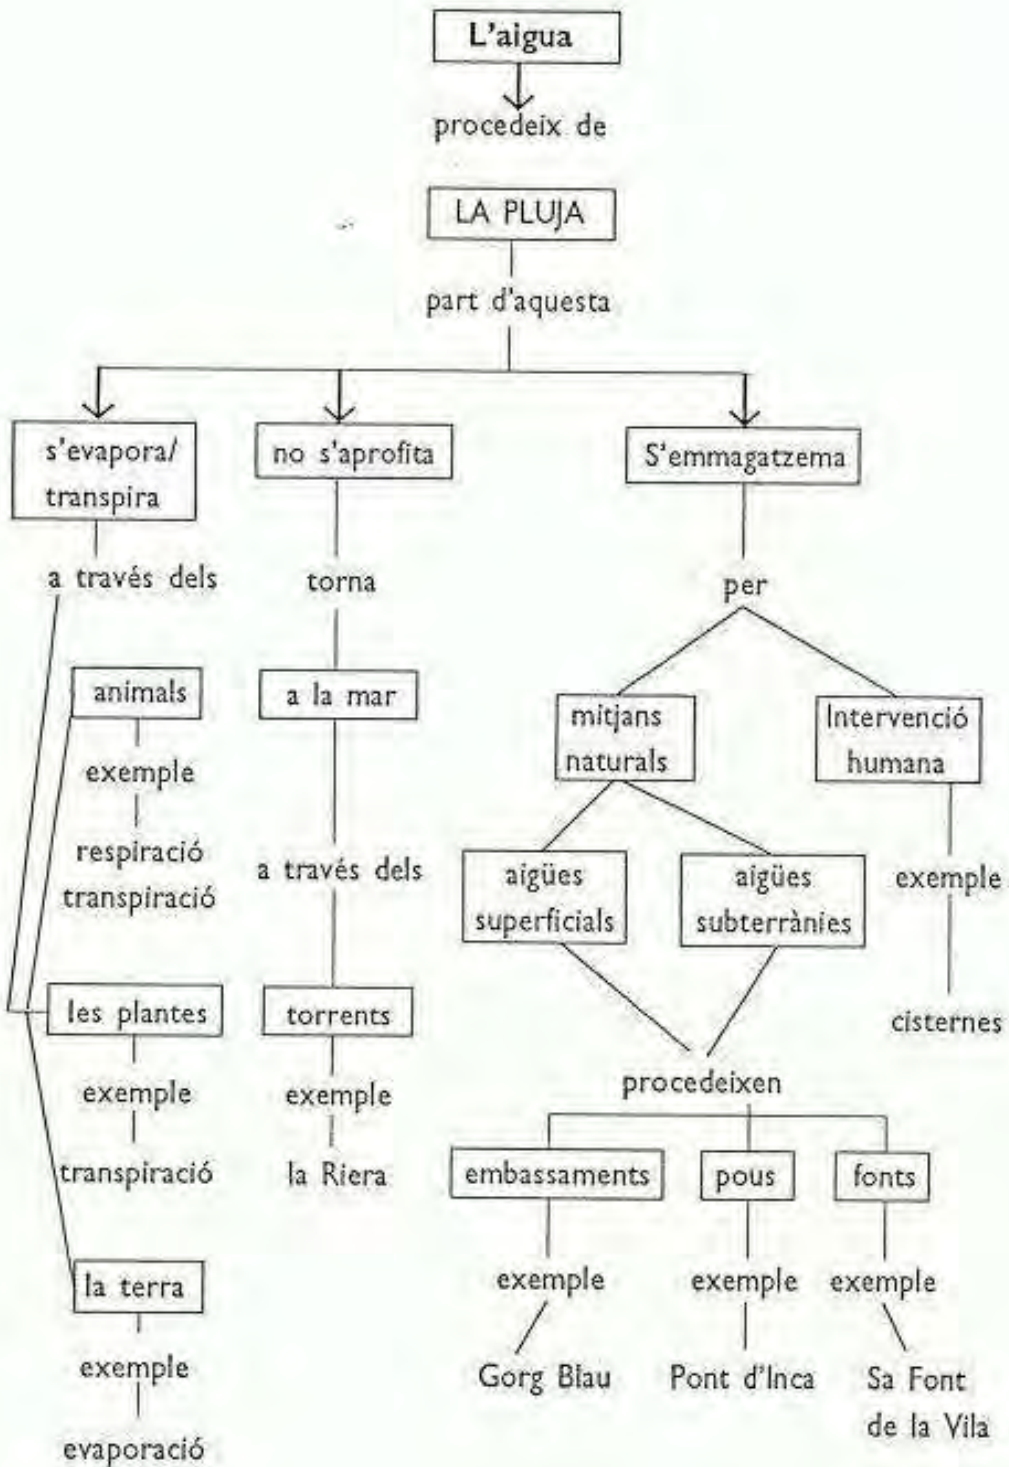 L'aigua
procedeix de
LA PLUJA
part d'aquesta
s'evapora/
transpira
a través dels
animals
exemple
respiració
transpiració
les plantes
exemple
transpiració
la terra
exemple
evaporació
no s'aprofita
torna
a la mar
a través dels
torrents
exemple
la Riera
S'emmagatzema
per
mitjans
naturals
Intervenció
humana
aigües
superficials
aigües
subterrànies
exemple
cisternes
procedeixen
embassaments
pous
fonts
exemple
exemple
exemple
Gorg Blau
Pont d'Inca
Sa Font
de la Vila